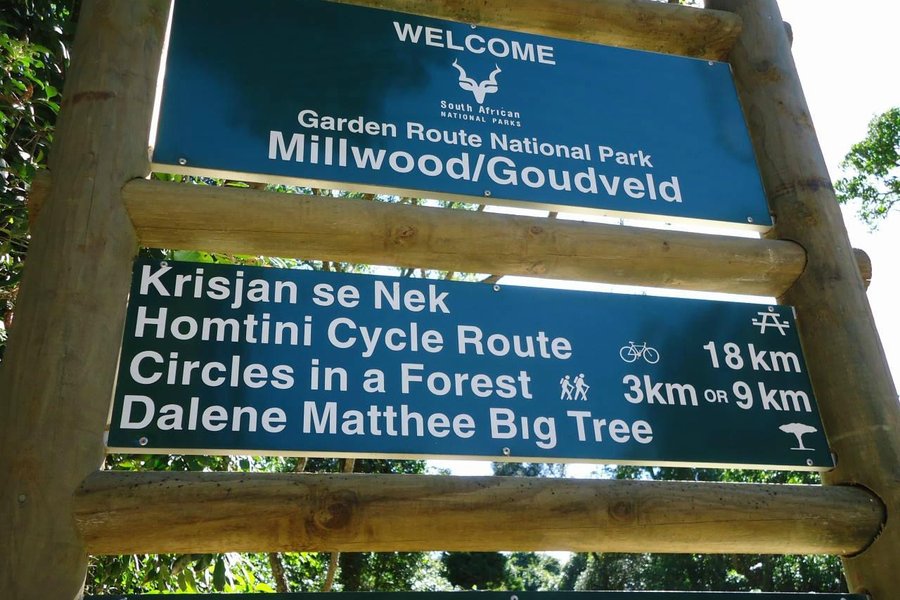 WELCOME
South African
NATIONAL PARKS
Garden Route National Park
Millwood/Goudveld
Krisjan se Nek
Homtini Cycle Route 18 km
Circles in a Forest 3km OR 9 km
Dalene Matthee Big Tree